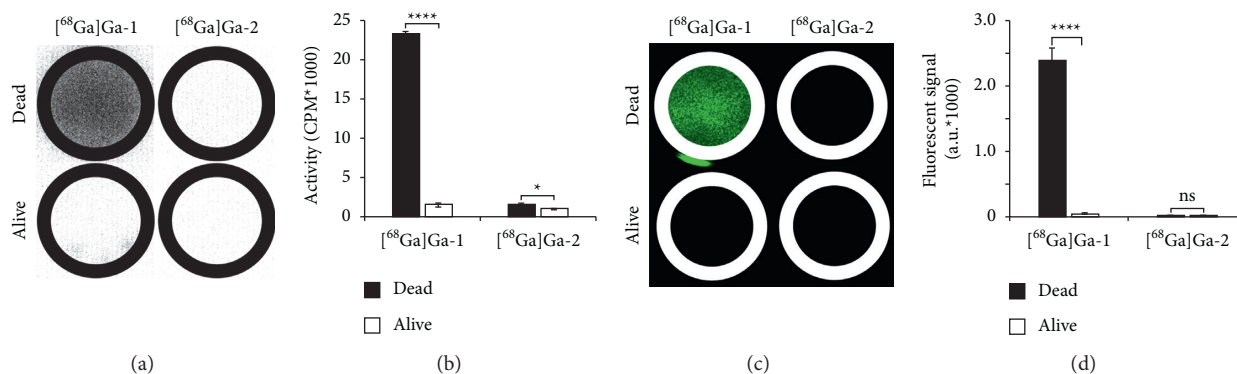 [⁶⁸Ga]Ga-1 [⁶⁸Ga]Ga-2
Dead
Alive
(a)
Activity (CPM*1000)
25
20
15
10
5
0
****
*
[⁶⁸Ga]Ga-1 [⁶⁸Ga]Ga-2
Dead
Alive
(b)
[⁶⁸Ga]Ga-1 [⁶⁸Ga]Ga-2
Dead
Alive
(c)
Fluorescent signal
(a.u.*1000)
3.0
2.0
1.0
0
****
ns
[⁶⁸Ga]Ga-1 [⁶⁸Ga]Ga-2
Dead
Alive
(d)